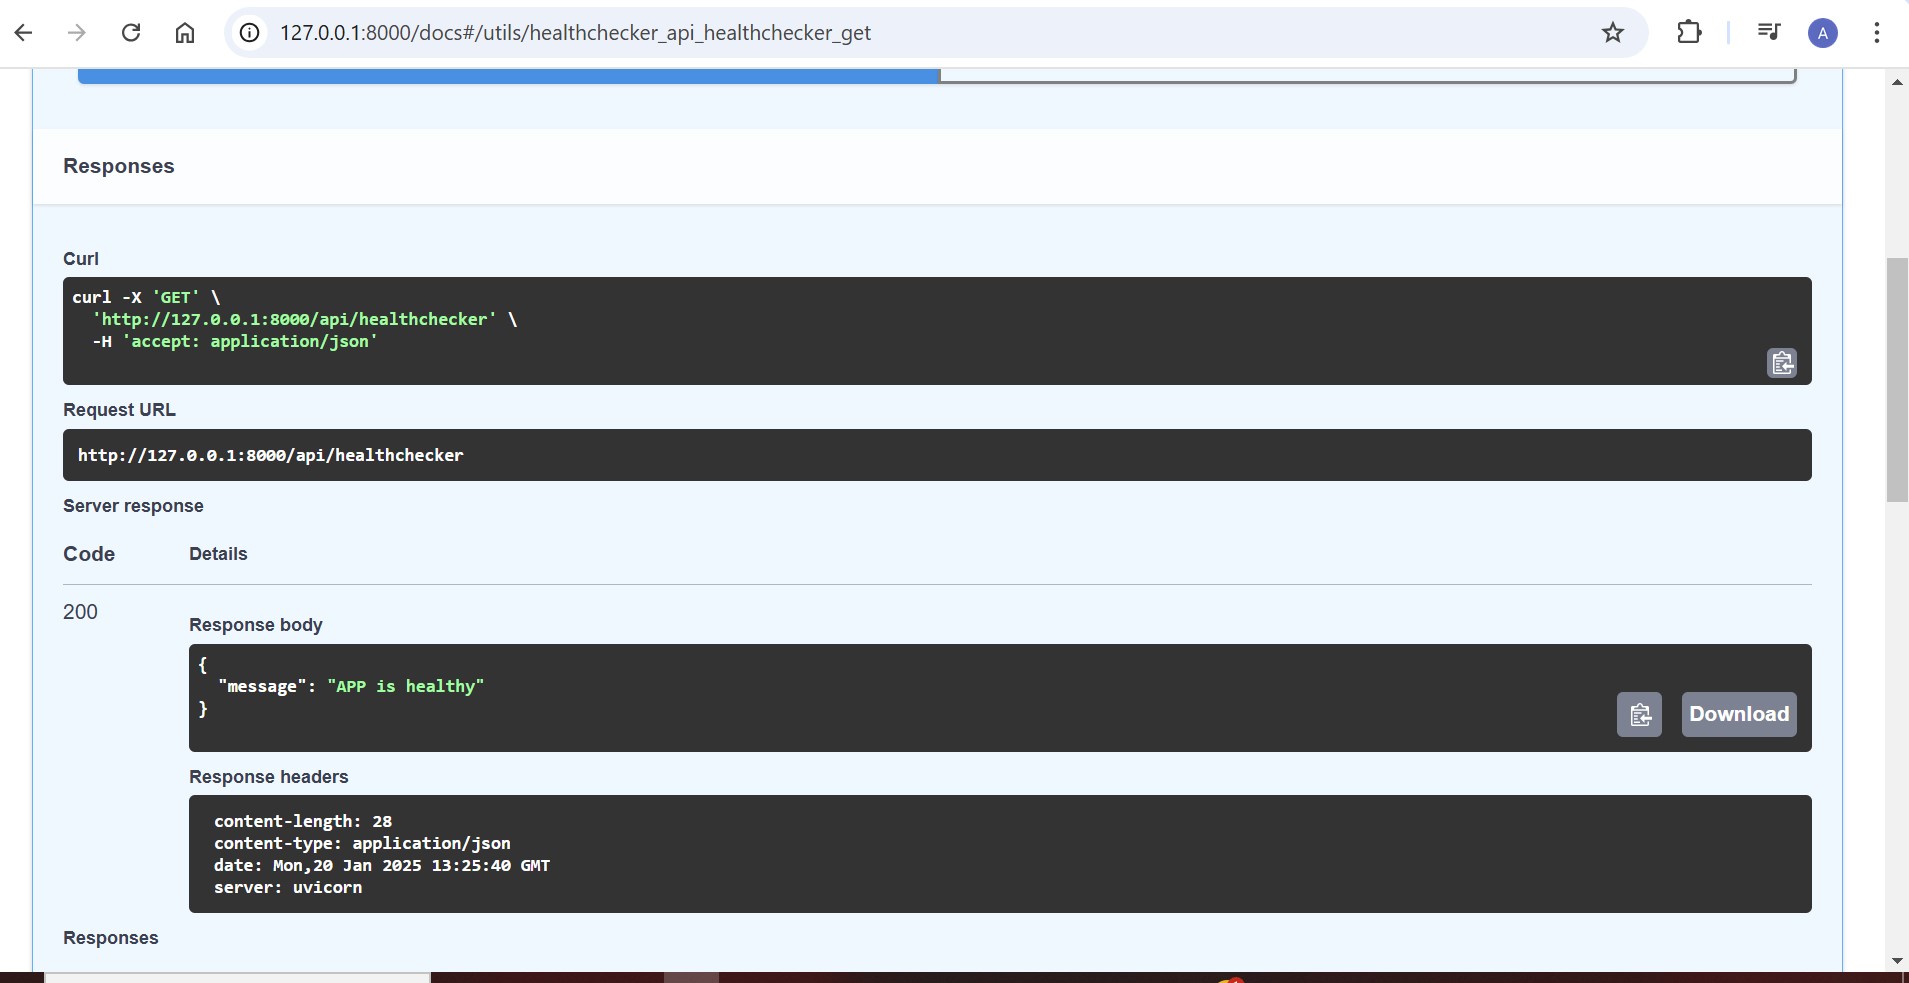 127.0.0.1:8000/docs#/utils/healthchecker_api_healthchecker_get
A
Responses
Curl
curl -X 'GET' \
'http://127.0.0.1:8000/api/healthchecker' \
-H 'accept: application/json'
Request URL
http://127.0.0.1:8000/api/healthchecker
Server response
Code Details
200
Response body
{
"message": "APP is healthy"
}
Download
Response headers
content-length: 28
content-type: application/json
date: Mon,20 Jan 2025 13:25:40 GMT
server: uvicorn
Responses